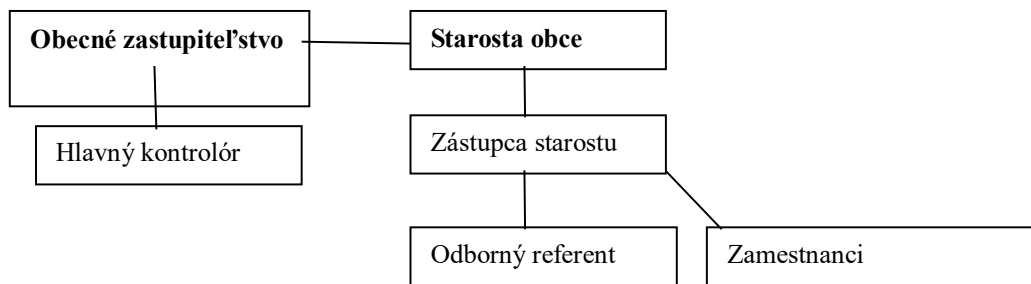 Obecné zastupiteľstvo
Starosta obce
Hlavný kontrolór
Zástupca starostu
Odborný referent
Zamestnanci